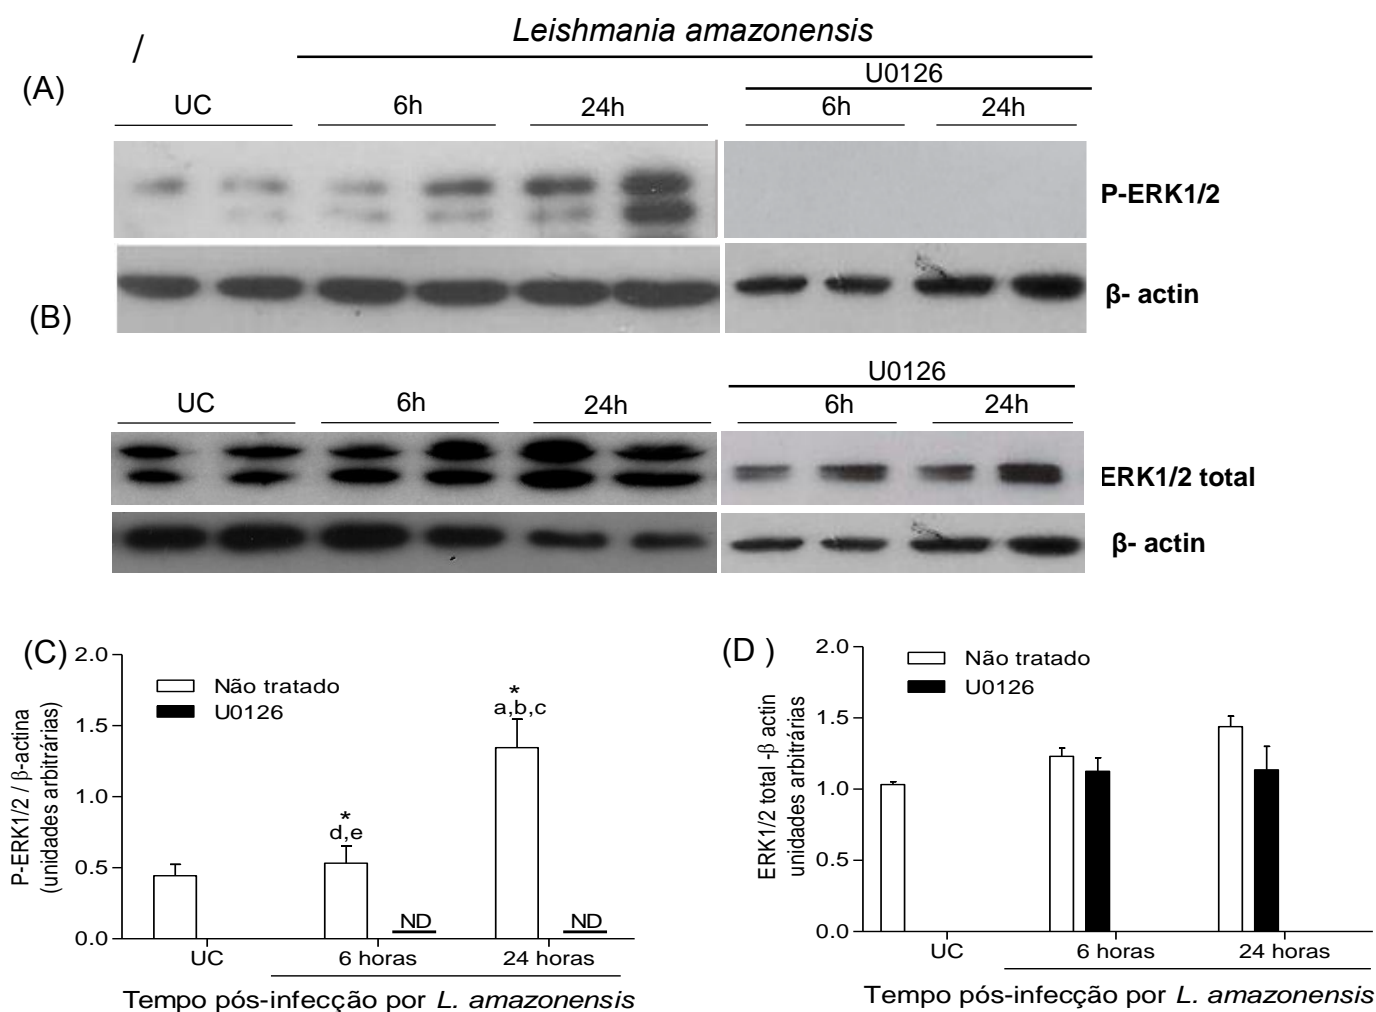 /
Leishmania amazonensis
(A)
U0126
UC 6h 24h 6h 24h
P-ERK1/2
β- actin
(B)
U0126
UC 6h 24h 6h 24h
ERK1/2 total
β- actin
(C)
P-ERK1/2 / β-actina
(unidades arbitrárias)
2.0
1.5
1.0
0.5
0.0
Não tratado
U0126
*
d,e
ND
*
a,b,c
ND
UC 6 horas 24 horas
Tempo pós-infecção por L. amazonensis
(D )
ERK1/2 total -β actin
unidades arbitrárias
2.0
1.5
1.0
0.5
0.0
Não tratado
U0126
UC 6 horas 24 horas
Tempo pós-infecção por L. amazonensis